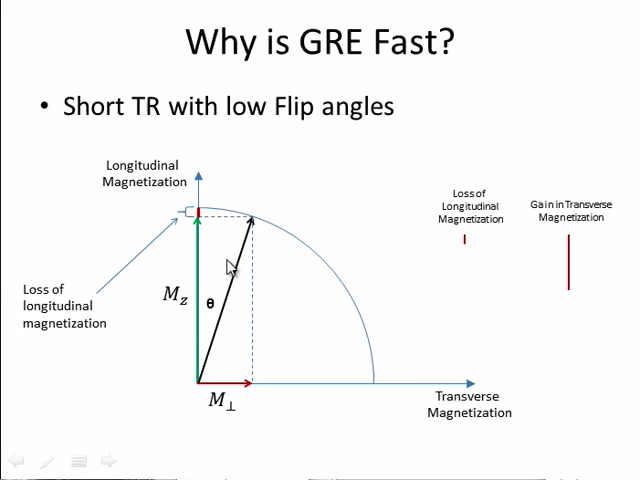 Why is GRE Fast?
• Short TR with low Flip angles
Longitudinal
Magnetization
Loss of
Longitudinal
Magnetization
Gain in Transverse
Magnetization
Loss of
longitudinal
magnetization
M_z
θ
M_⊥
Transverse
Magnetization